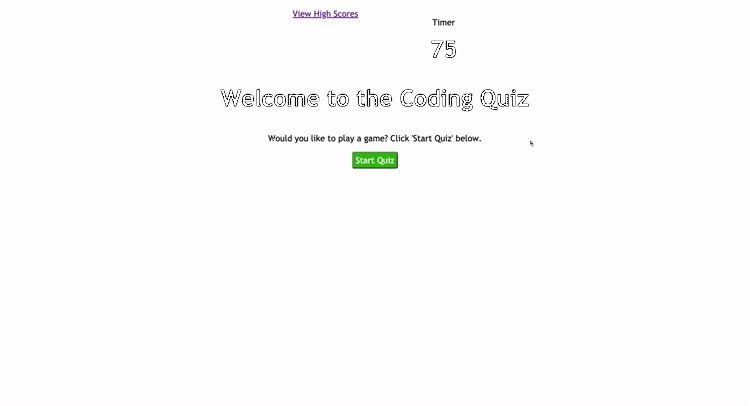 View High Scores
Timer
75
Welcome to the Coding Quiz
Would you like to play a game? Click 'Start Quiz' below.
Start Quiz